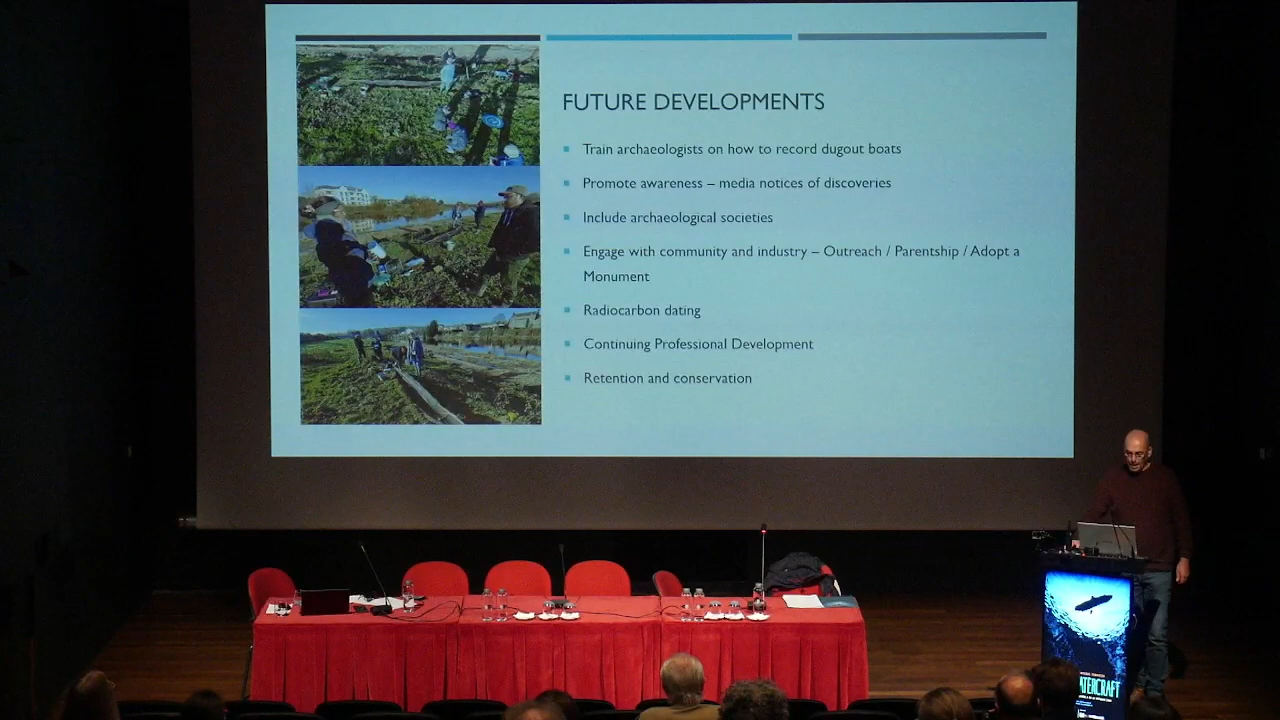 FUTURE DEVELOPMENTS
Train archaeologists on how to record dugout boats
Promote awareness – media notices of discoveries
Include archaeological societies
Engage with community and industry – Outreach / Parentship / Adopt a
Monument
Radiocarbon dating
Continuing Professional Development
Retention and conservation
ATERCRAFT